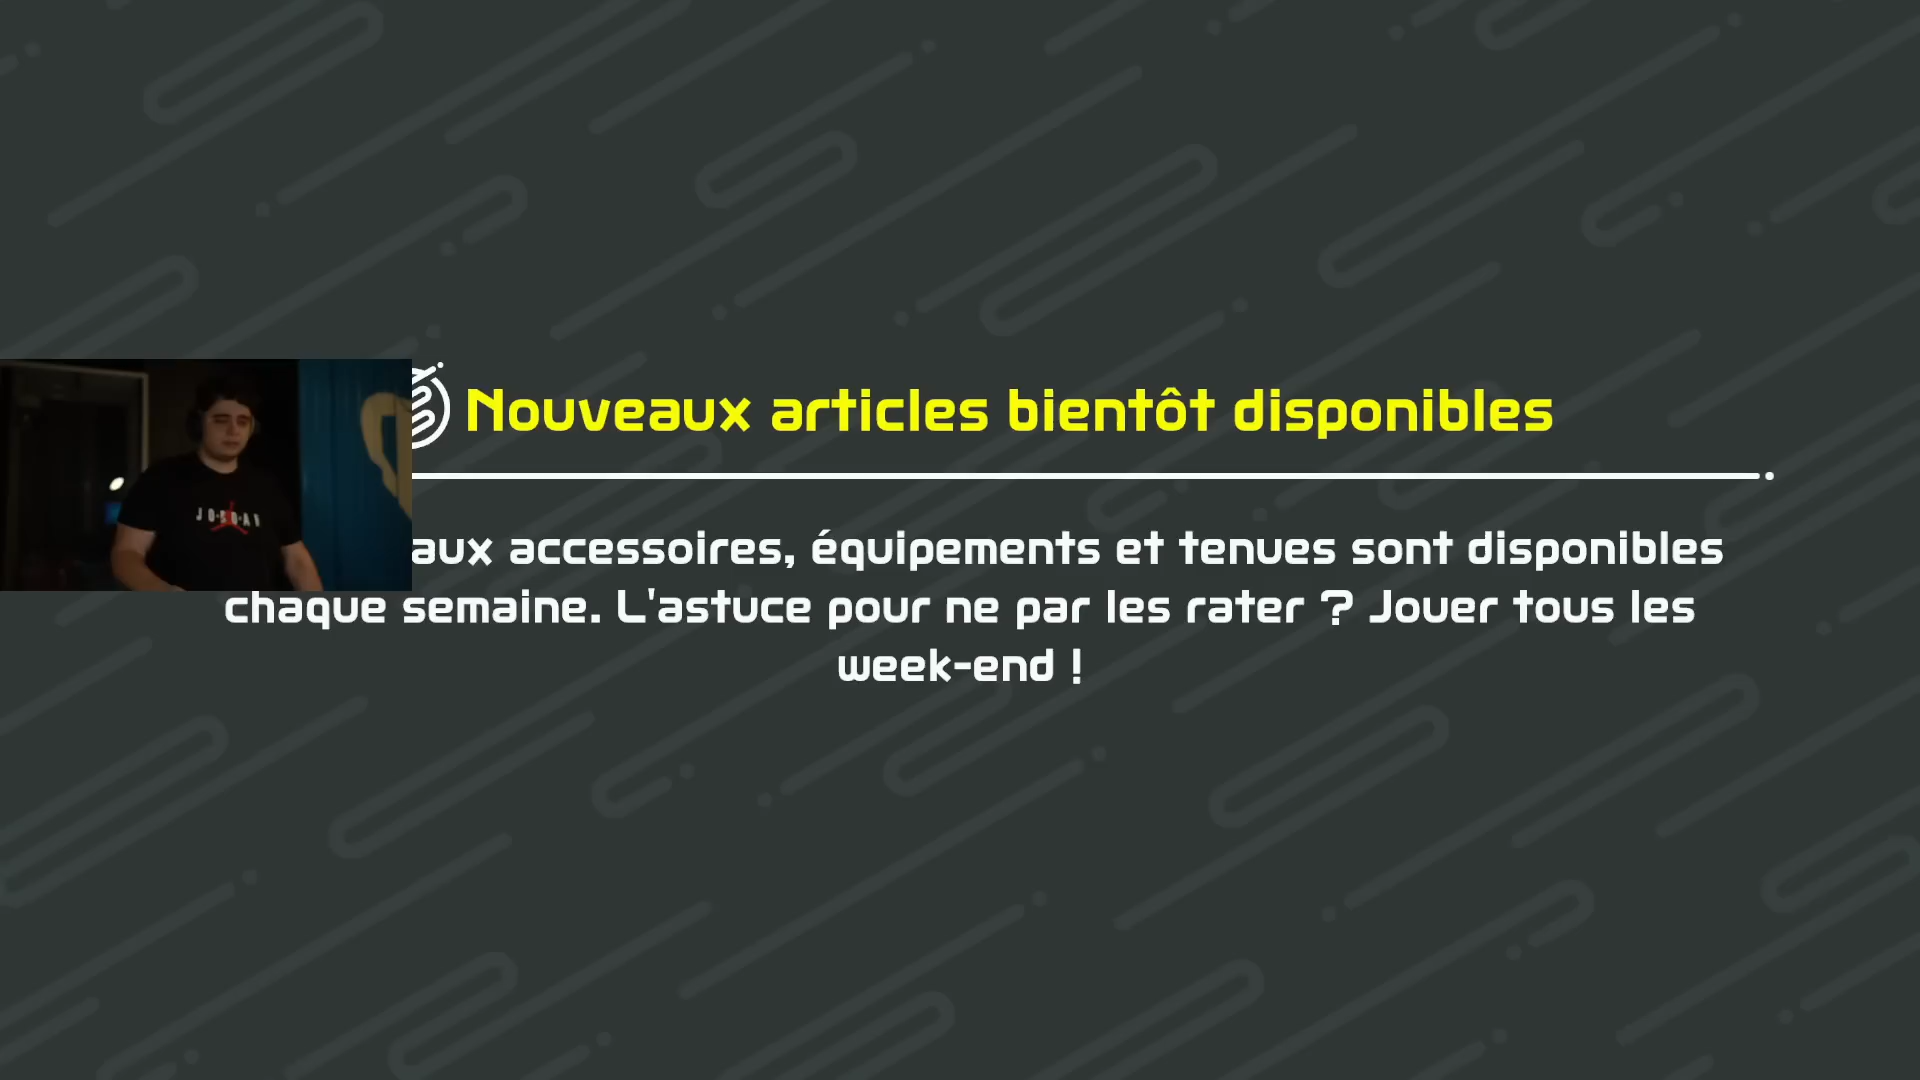 Nouveaux articles bientôt disponibles
accessoires, équipements et tenues sont disponibles
chaque semaine. L'astuce pour ne par les rater ? Jouer tous les
week-end !
JORDAN